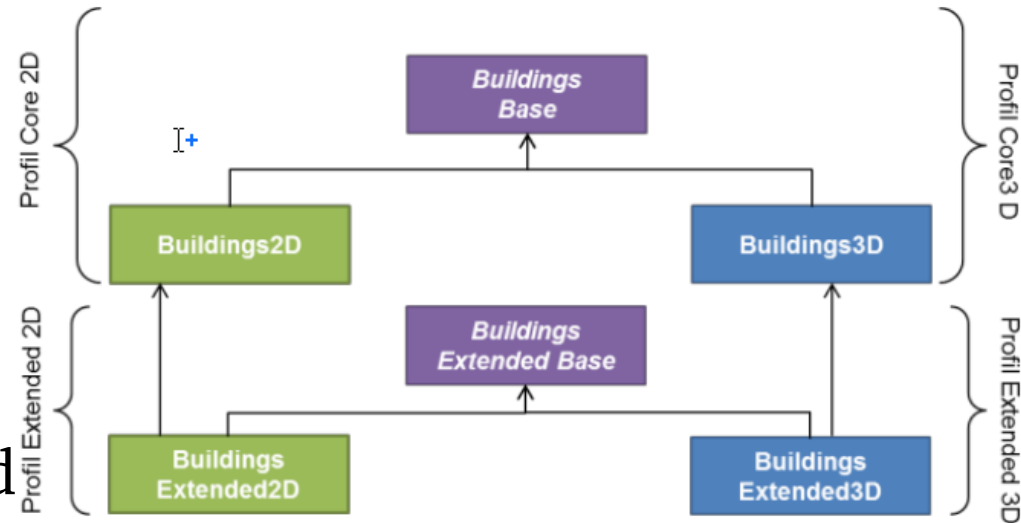 Profil Core 2D
Buildings
Base
Profil Core3 D
Buildings2D
Buildings3D
Profil Extended 2D
Buildings
Extended Base
Profil Extended 3D
d
Buildings
Extended2D
Buildings
Extended3D